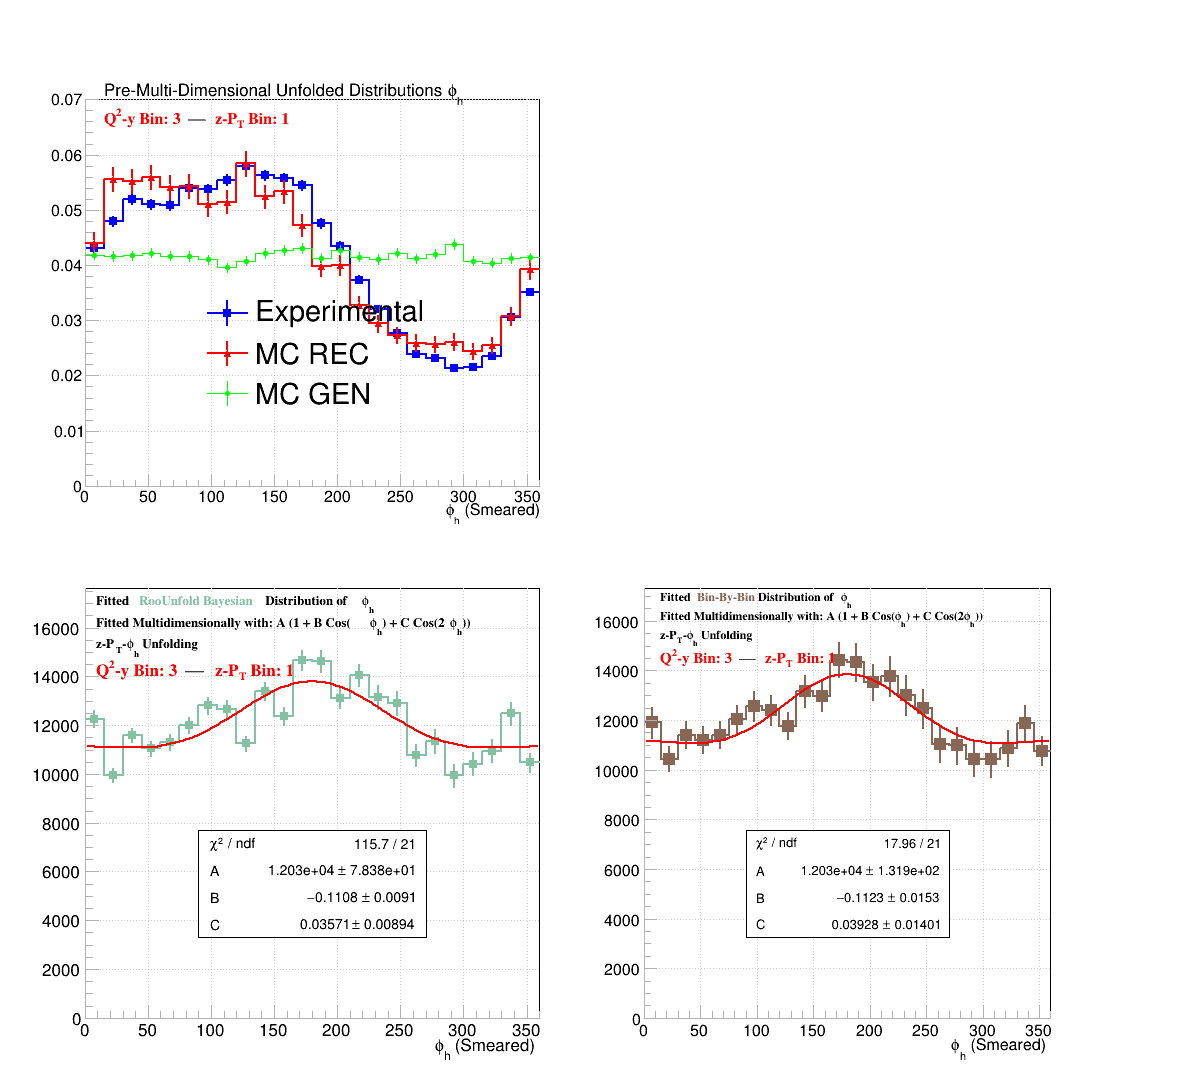 Pre-Multi-Dimensional Unfolded Distributions ϕh
Q²-y Bin: 3 — z-PT Bin: 1
0.07
0.06
0.05
0.04
0.03
0.02
0.01
0
Experimental
MC REC
MC GEN
0 50 100 150 200 250 300 350
ϕh (Smeared)
Fitted RooUnfold Bayesian Distribution of ϕh
Fitted Multidimensionally with: A (1 + B Cos( ϕh) + C Cos(2 ϕh))
z-PT-ϕh Unfolding
Q²-y Bin: 3 — z-PT Bin: 1
16000
14000
12000
10000
8000
6000
4000
2000
0
χ² / ndf 115.7 / 21
A 1.203e+04 ± 7.838e+01
B −0.1108 ± 0.0091
C 0.03571 ± 0.00894
0 50 100 150 200 250 300 350
ϕh (Smeared)
Fitted Bin-By-Bin Distribution of ϕh
Fitted Multidimensionally with: A (1 + B Cos(ϕh) + C Cos(2ϕh))
z-PT-ϕh Unfolding
Q²-y Bin: 3 — z-PT Bin: 1
16000
14000
12000
10000
8000
6000
4000
2000
0
χ² / ndf 17.96 / 21
A 1.203e+04 ± 1.319e+02
B −0.1123 ± 0.0153
C 0.03928 ± 0.01401
0 50 100 150 200 250 300 350
ϕh (Smeared)